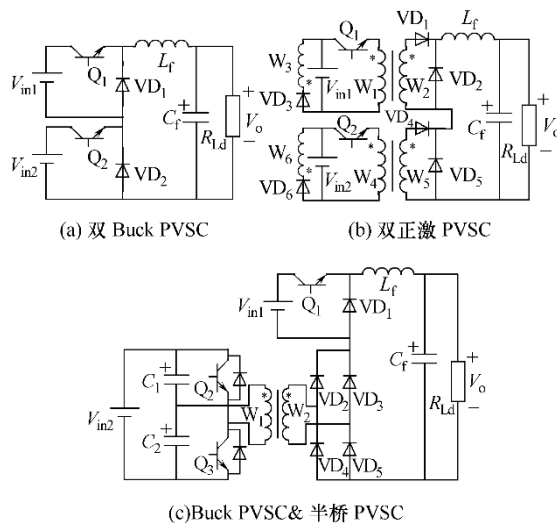 Vin1
Q1
Lf
VD1
Cf
RLd
Vo
Vin2
Q2
VD2
(a) 双 Buck PVSC
VD1
Lf
Q1
W3
Vin1
W1
W2
VD2
VD3
VD4
Q2
Cf
RLd
Vo
W6
Vin2
W4
W5
VD5
VD6
(b) 双正激 PVSC
Lf
Vin1
Q1
VD1
Cf
RLd
Vo
C1
Q2
Vin2
W1
W2
VD2
VD3
C2
Q3
VD4
VD5
(c)Buck PVSC& 半桥 PVSC